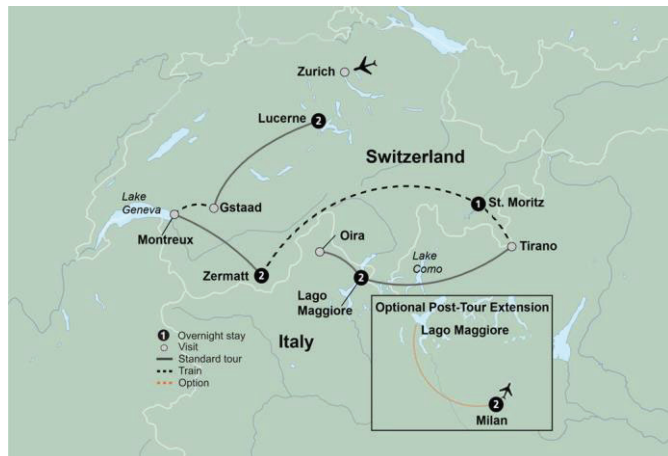 Zurich
Lucerne
2
Switzerland
Lake
Geneva
Gstaad
Montreux
1
St. Moritz
Oira
Tirano
Zermatt
2
Lake
Como
2
Lago
Maggiore
Italy
1 Overnight stay
Visit
Standard tour
Train
Option
Optional Post-Tour Extension
Lago Maggiore
2
Milan